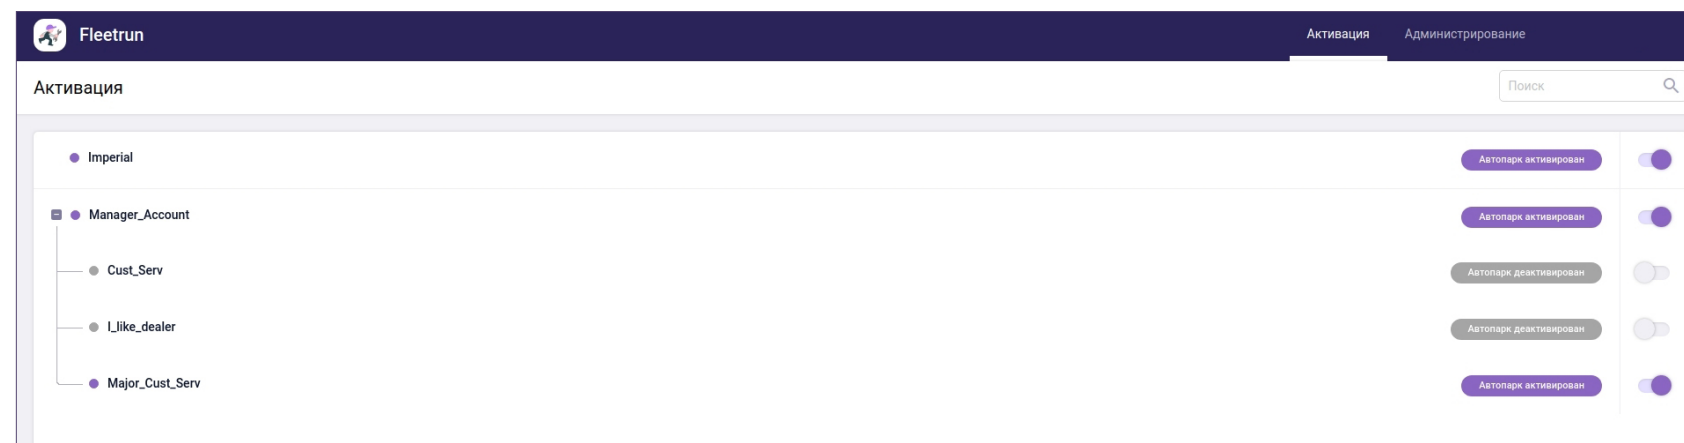 Fleetrun
Активация Администрирование
Активация
Поиск
Imperial Автопарк активирован
Manager_Account Автопарк активирован
Cust_Serv Автопарк деактивирован
I_like_dealer Автопарк деактивирован
Major_Cust_Serv Автопарк активирован